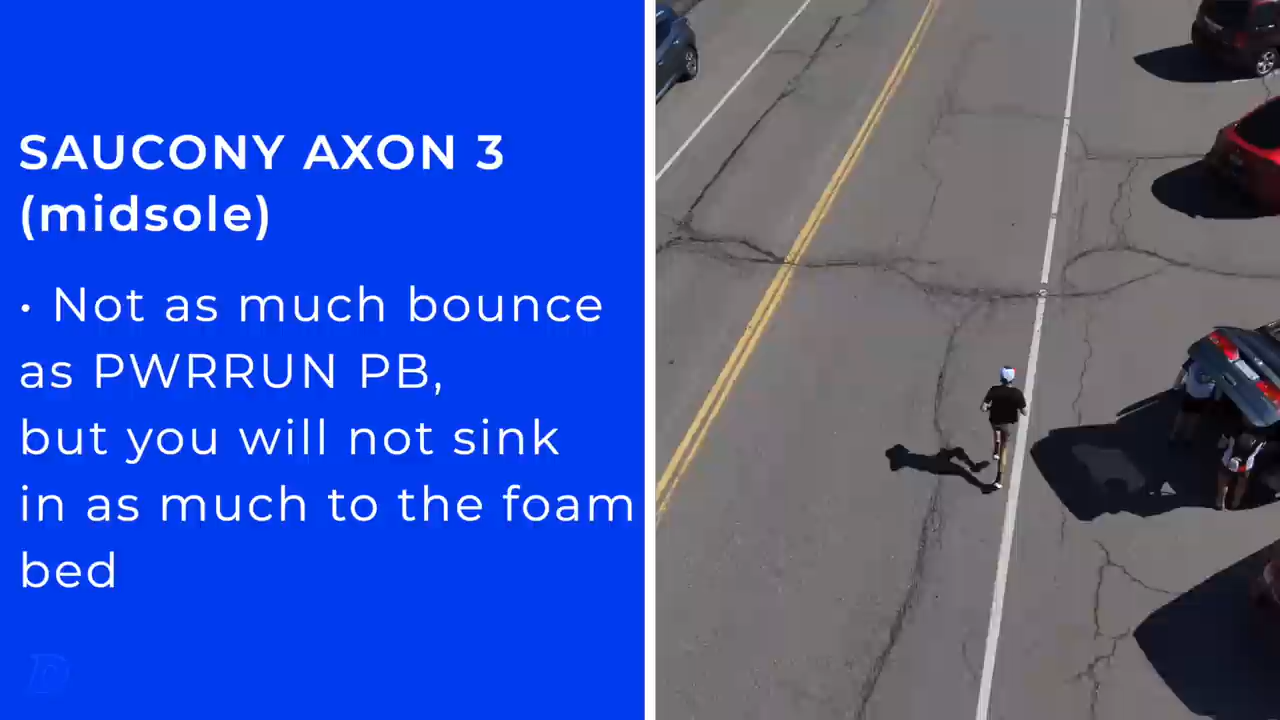 SAUCONY AXON 3
(midsole)
• Not as much bounce
as PWRRUN PB,
but you will not sink
in as much to the foam
bed